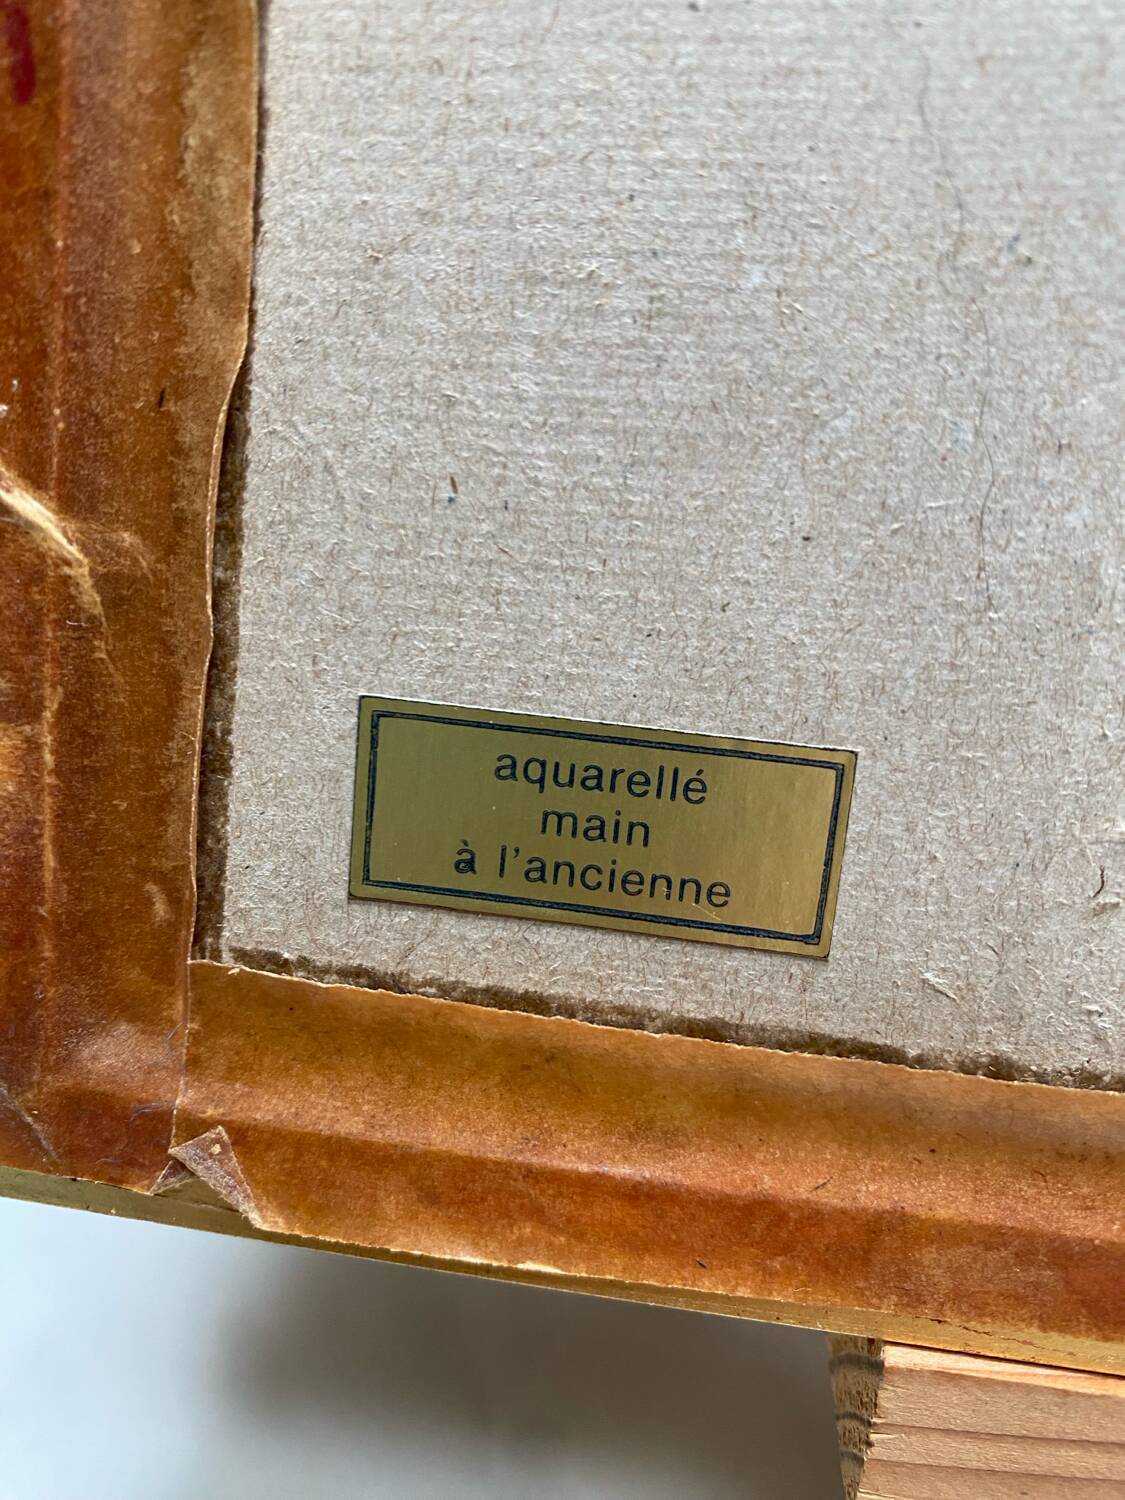 aquarellé
main
à l'ancienne